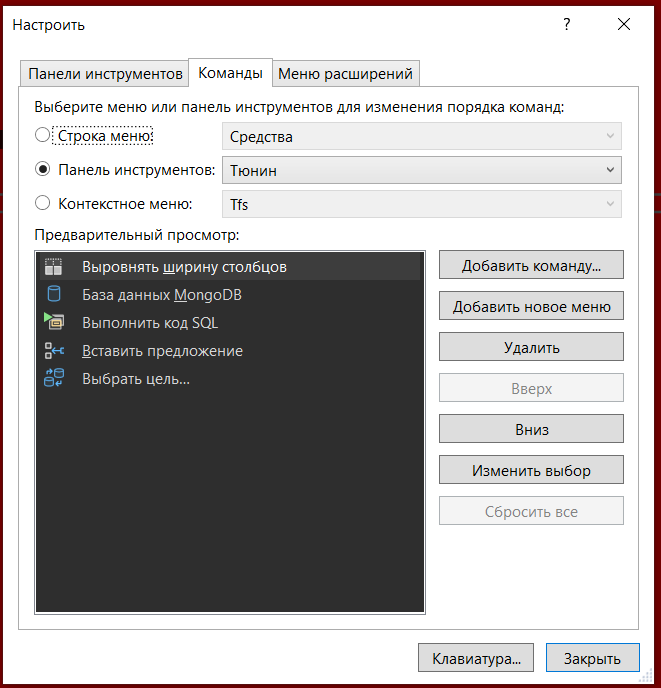 Настроить
?
Панели инструментов Команды Меню расширений
Выберите меню или панель инструментов для изменения порядка команд:
Строка меню: Средства
Панель инструментов: Тюнин
Контекстное меню: Tfs
Предварительный просмотр:
Выровнять ширину столбцов
База данных MongoDB
Выполнить код SQL
Вставить предложение
Выбрать цель...
Добавить команду...
Добавить новое меню
Удалить
Вверх
Вниз
Изменить выбор
Сбросить все
Клавиатура... Закрыть